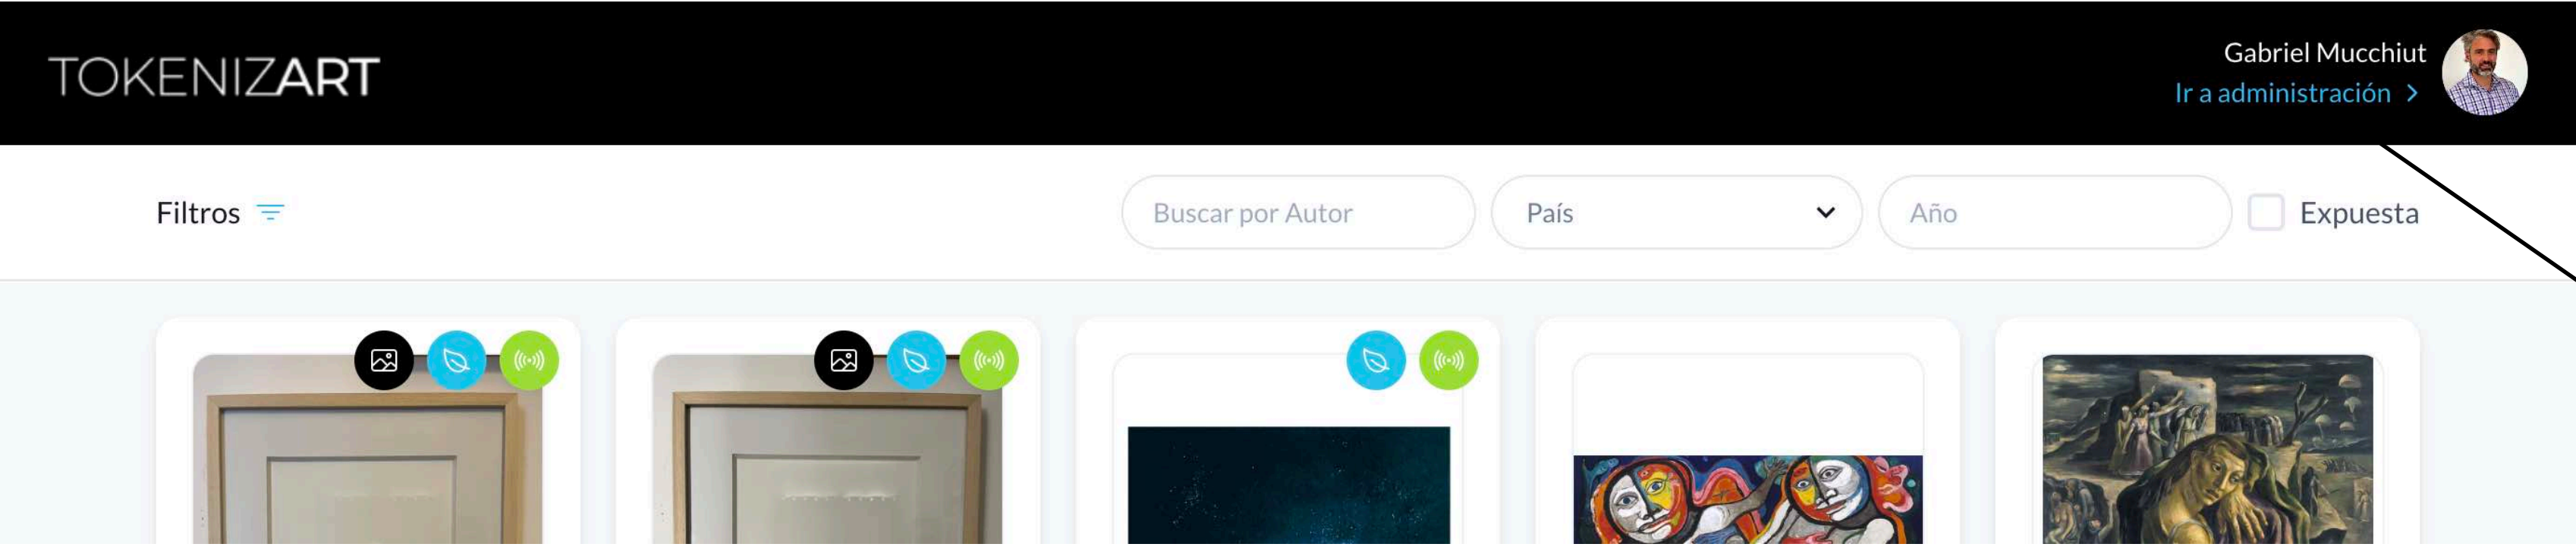 TOKENIZART
Gabriel Mucchiut
Ir a administración
Filtros
Buscar por Autor
País
Año
Expuesta